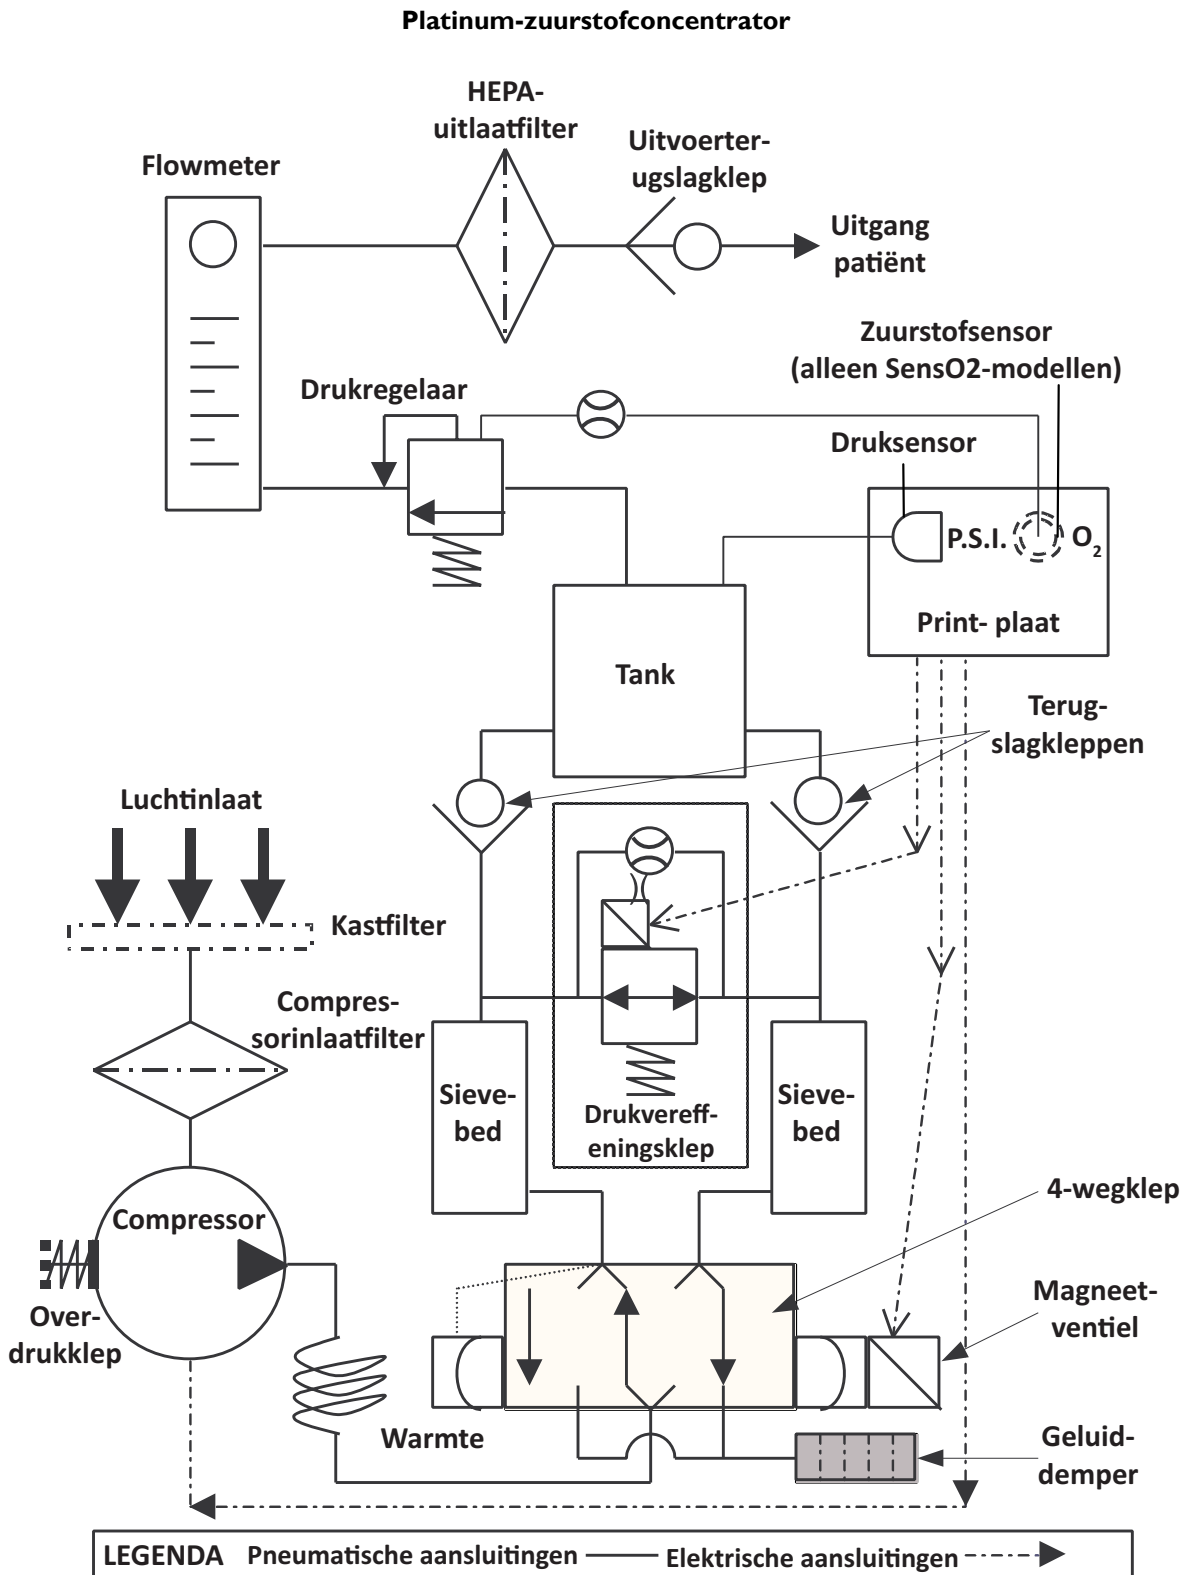 Platinum-zuurstofconcentrator
HEPA-
uitlaatfilter
Uitvoerter-
ugslagklep
Flowmeter
Uitgang
patiënt
Zuurstofsensor
(alleen SensO2-modellen)
Drukregelaar
Druksensor
P.S.I.
O2
Print- plaat
Tank
Terug-
slagkleppen
Luchtinlaat
Kastfilter
Compres-
sorinlaatfilter
Sieve-
bed
Drukvereff-
eningsklep
Sieve-
bed
4-wegklep
Compressor
Over-
drukklep
Magneet-
ventiel
Warmte
Geluid-
demper
LEGENDA Pneumatische aansluitingen Elektrische aansluitingen